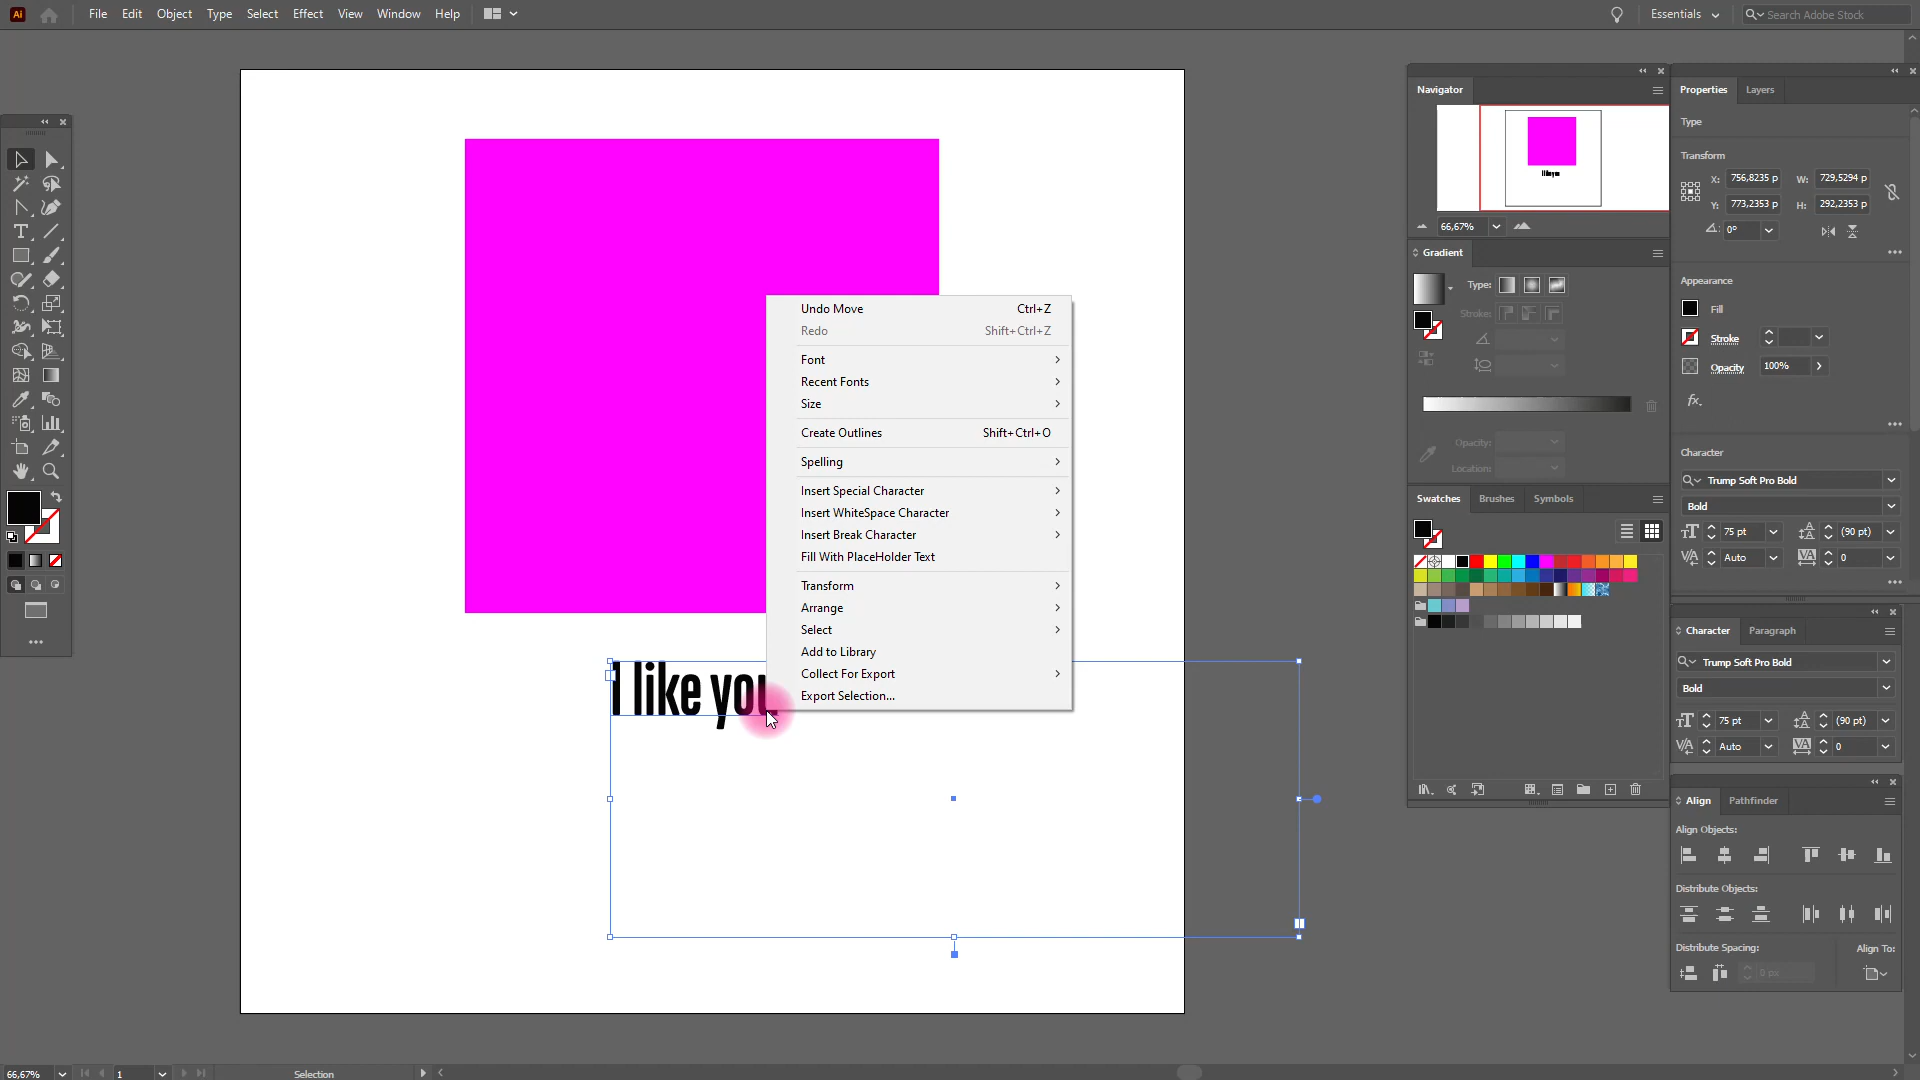 Ai File Edit Object Type Select Effect View Window Help Essentials Search Adobe Stock
Navigator
66,67%
Gradient
Type:
Stroke:
Opacity:
Location:
Swatches Brushes Symbols
Properties Layers
Type
Transform
X: 756,8235 p W: 729,5294 p
Y: 773,2353 p H: 292,2353 p
0°
Appearance
Fill
Stroke
Opacity 100%
fx.
Character
Trump Soft Pro Bold
Bold
75 pt (90 pt)
Auto 0
Character Paragraph
Trump Soft Pro Bold
Bold
75 pt (90 pt)
Auto 0
Align Pathfinder
Align Objects:
Distribute Objects:
Distribute Spacing: Align To:
0 px
Undo Move Ctrl+Z
Redo Shift+Ctrl+Z
Font
Recent Fonts
Size
Create Outlines Shift+Ctrl+O
Spelling
Insert Special Character
Insert WhiteSpace Character
Insert Break Character
Fill With PlaceHolder Text
Transform
Arrange
Select
Add to Library
Collect For Export
Export Selection...
I like you
66,67% 1 Selection